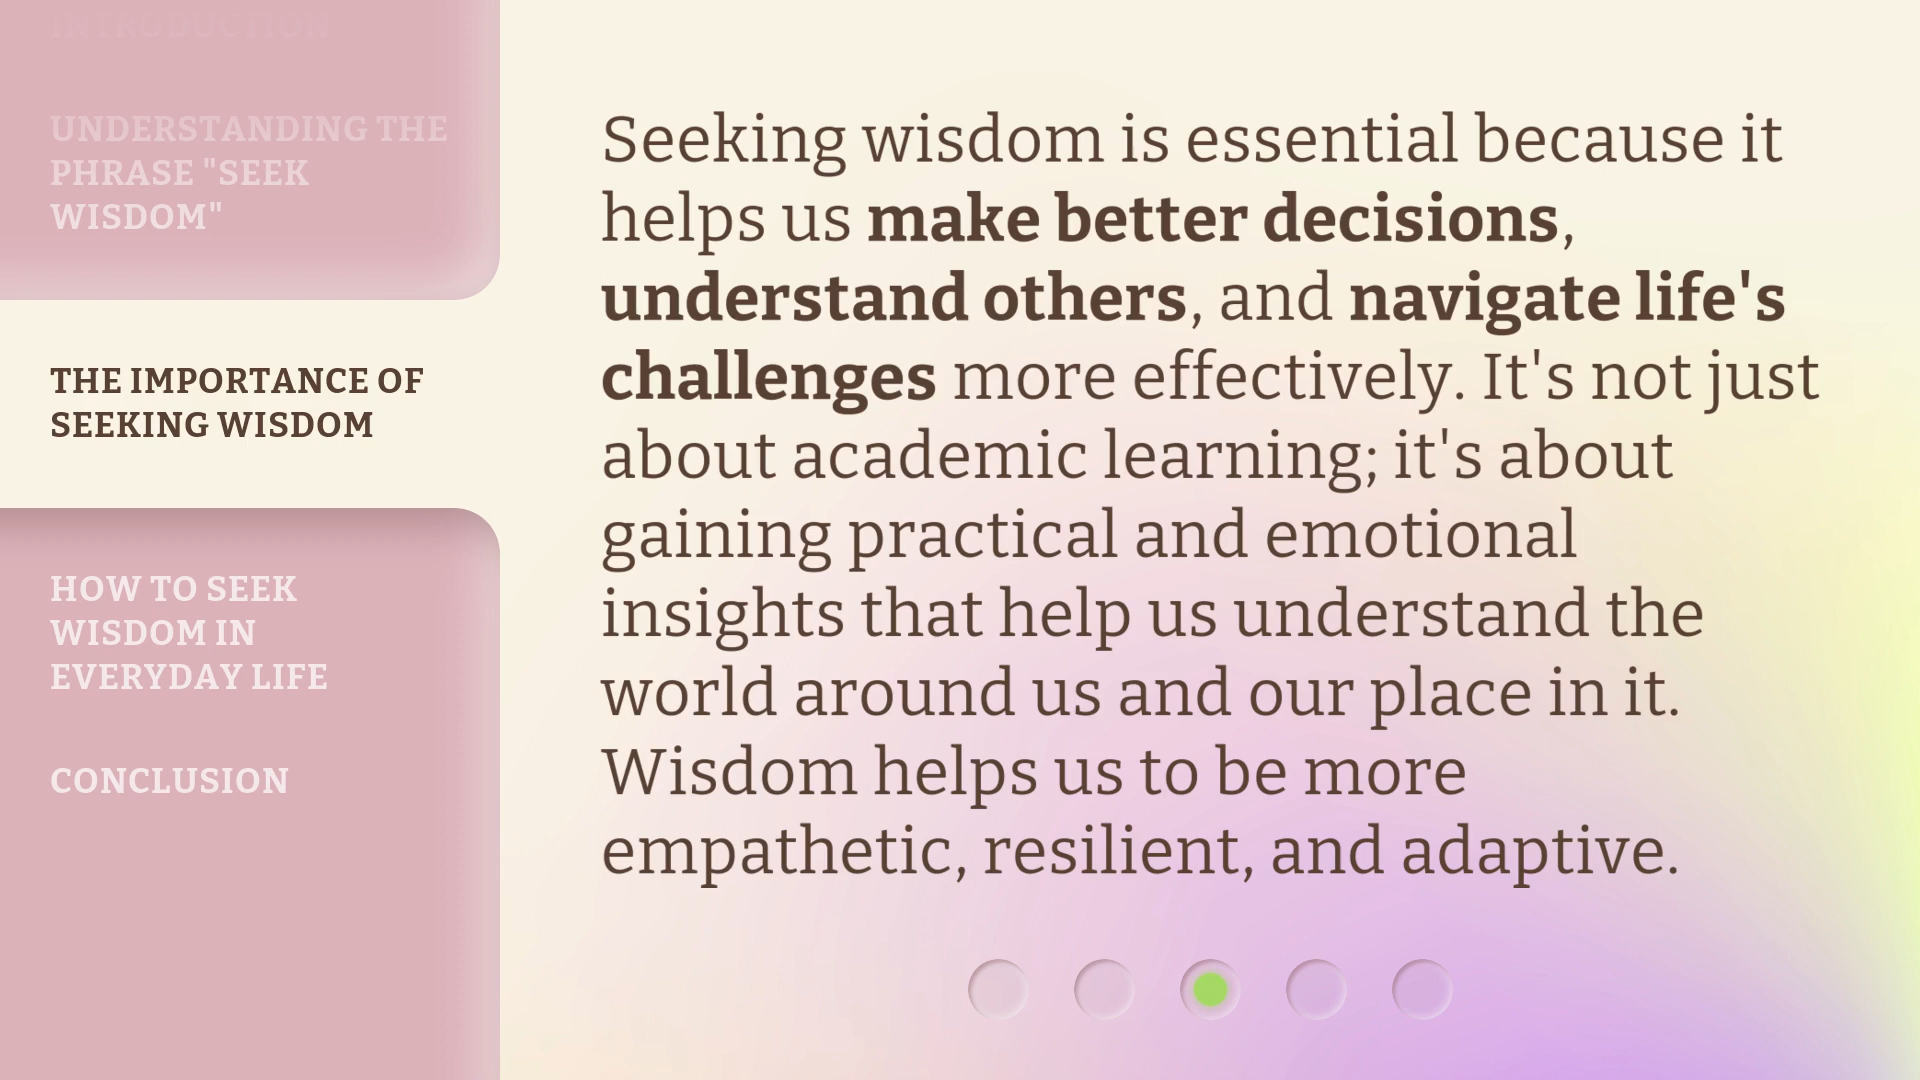 INTRODUCTION
UNDERSTANDING THE
PHRASE "SEEK
WISDOM"
THE IMPORTANCE OF
SEEKING WISDOM
HOW TO SEEK
WISDOM IN
EVERYDAY LIFE
CONCLUSION
Seeking wisdom is essential because it
helps us make better decisions,
understand others, and navigate life's
challenges more effectively. It's not just
about academic learning; it's about
gaining practical and emotional
insights that help us understand the
world around us and our place in it.
Wisdom helps us to be more
empathetic, resilient, and adaptive.